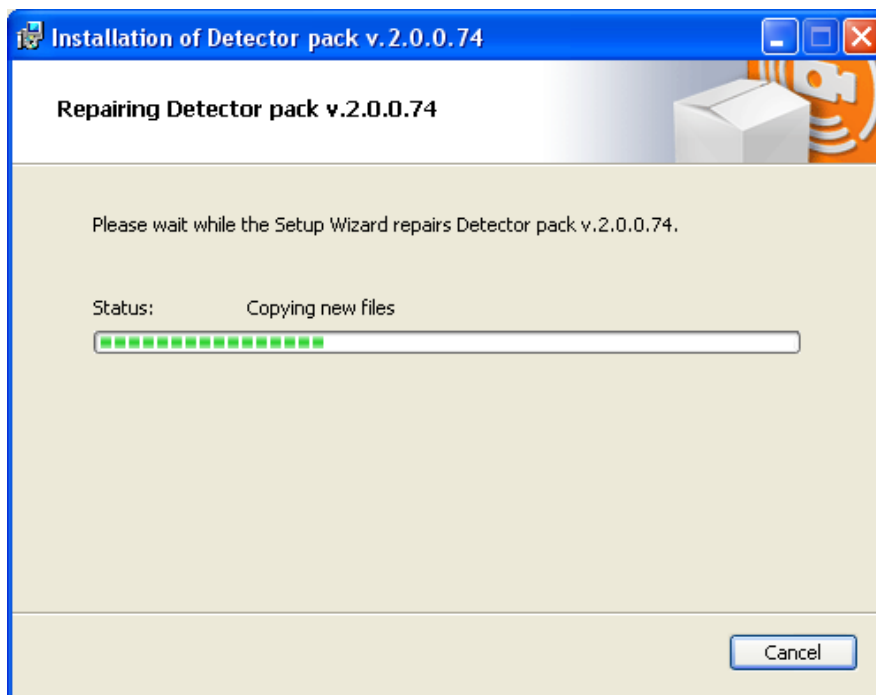 Installation of Detector pack v.2.0.0.74
Repairing Detector pack v.2.0.0.74
Please wait while the Setup Wizard repairs Detector pack v.2.0.0.74.
Status: Copying new files
Cancel